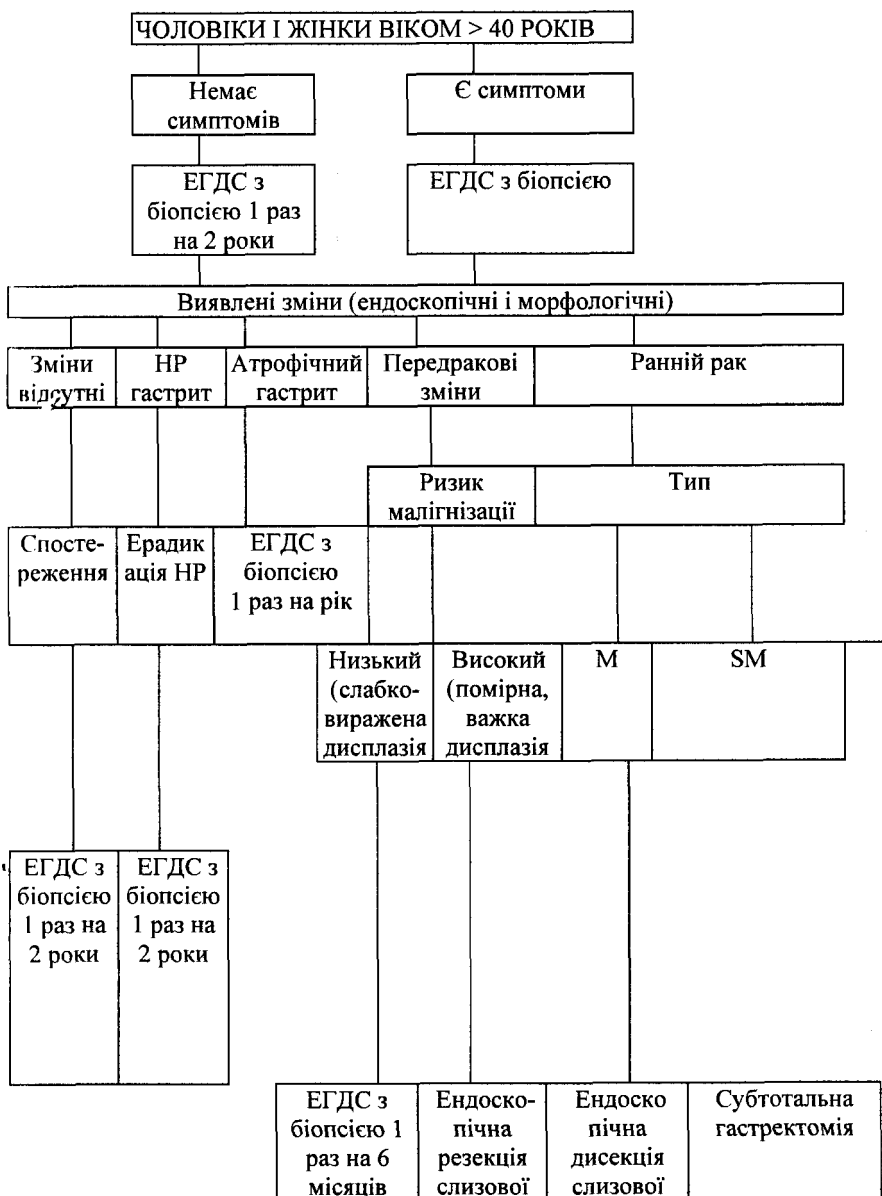 ЧОЛОВІКИ І ЖІНКИ ВІКОМ > 40 РОКІВ
Немає
симптомів
Є симптоми
ЕГДС з
біопсією 1 раз
на 2 роки
ЕГДС з біопсією
Виявлені зміни (ендоскопічні і морфологічні)
Зміни
відсутні
НР
гастрит
Атрофічний
гастрит
Передракові
зміни
Ранній рак
Ризик
малігнізації
Тип
Спосте-
реження
Ерадик
ація НР
ЕГДС з
біопсією
1 раз на рік
Низький
(слабко-
виражена
дисплазія
Високий
(помірна,
важка
дисплазія
М
SM
ЕГДС з
біопсією
1 раз на
2 роки
ЕГДС з
біопсією
1 раз на
2 роки
ЕГДС з
біопсією 1
раз на 6
місяців
Ендоско-
пічна
резекція
слизової
Ендоско
пічна
дисекція
слизової
Субтотальна
гастректомія